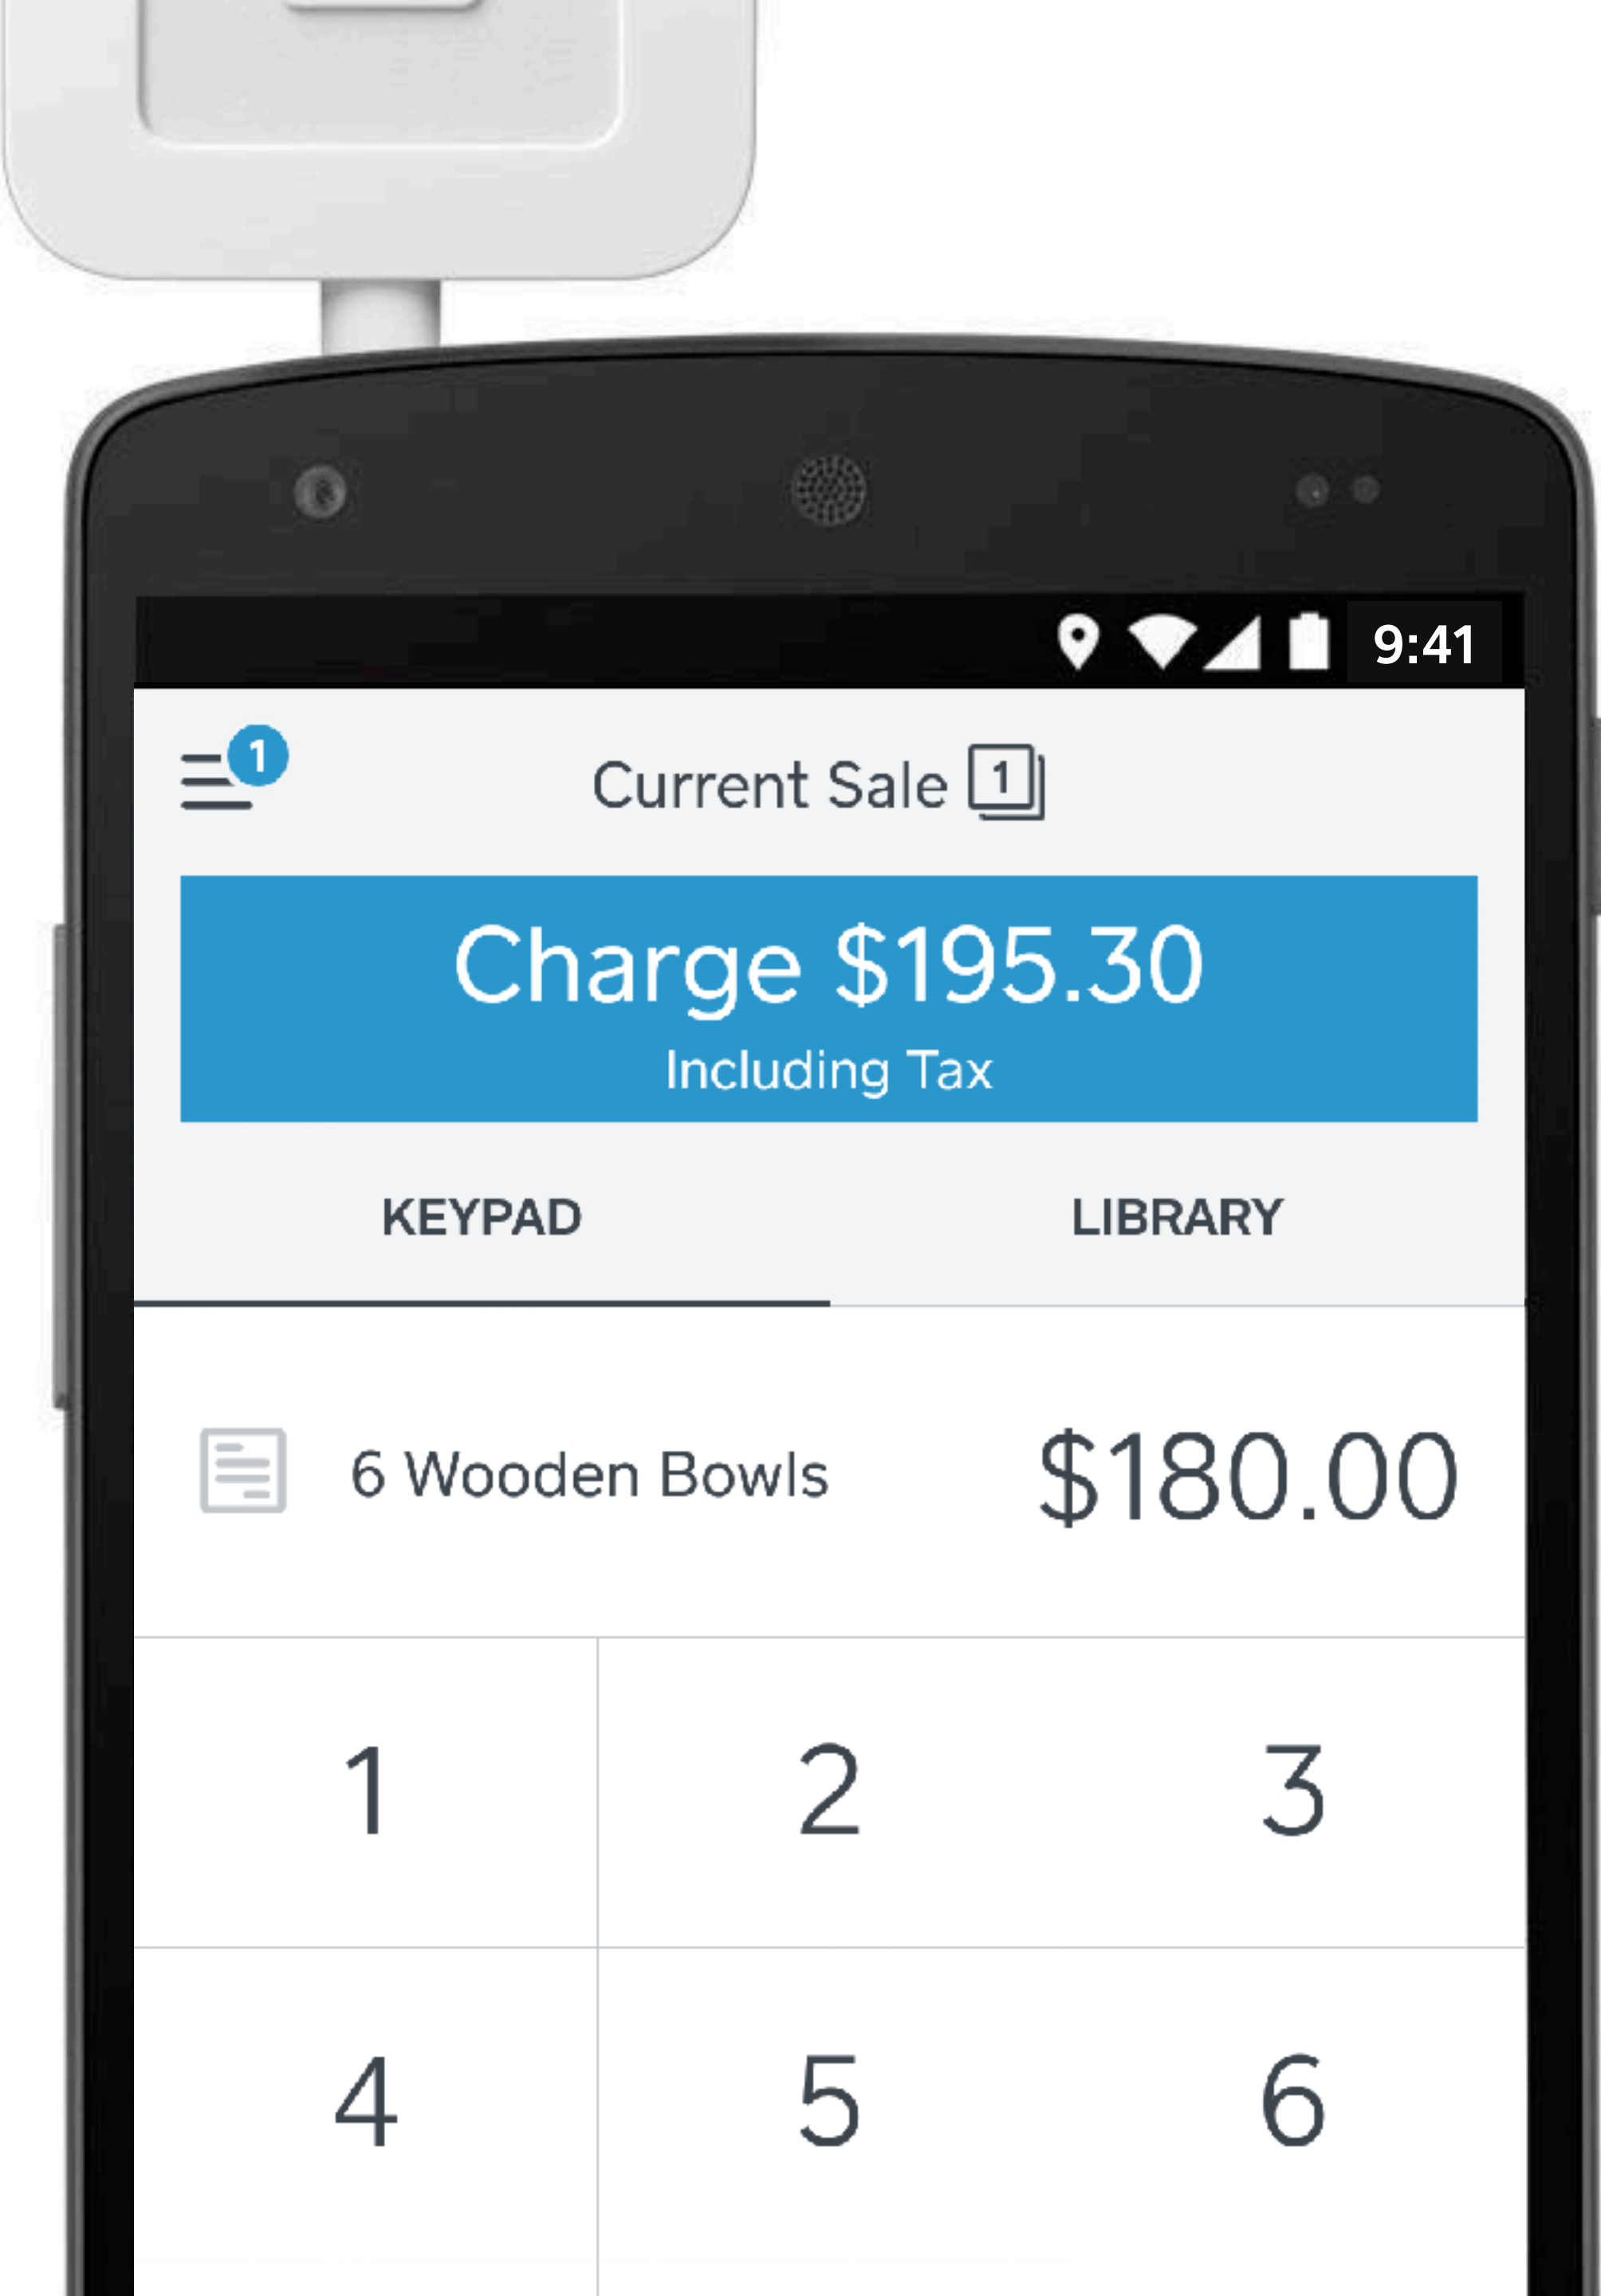 9:41
1
Current Sale 1
Charge $195.30
Including Tax
KEYPAD LIBRARY
6 Wooden Bowls $180.00
1 2 3
4 5 6